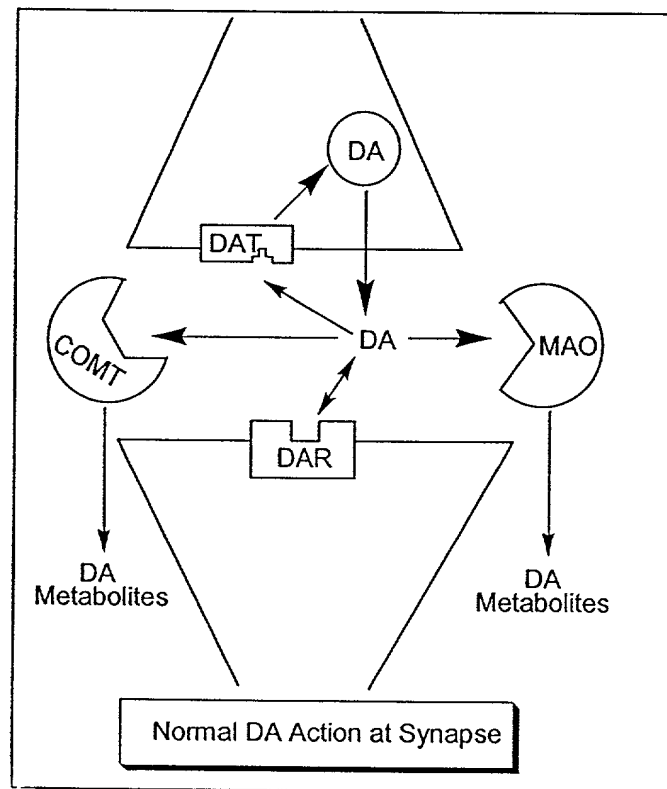 DA
DAT
DA
COMT
MAO
DAR
DA
Metabolites
DA
Metabolites
Normal DA Action at Synapse